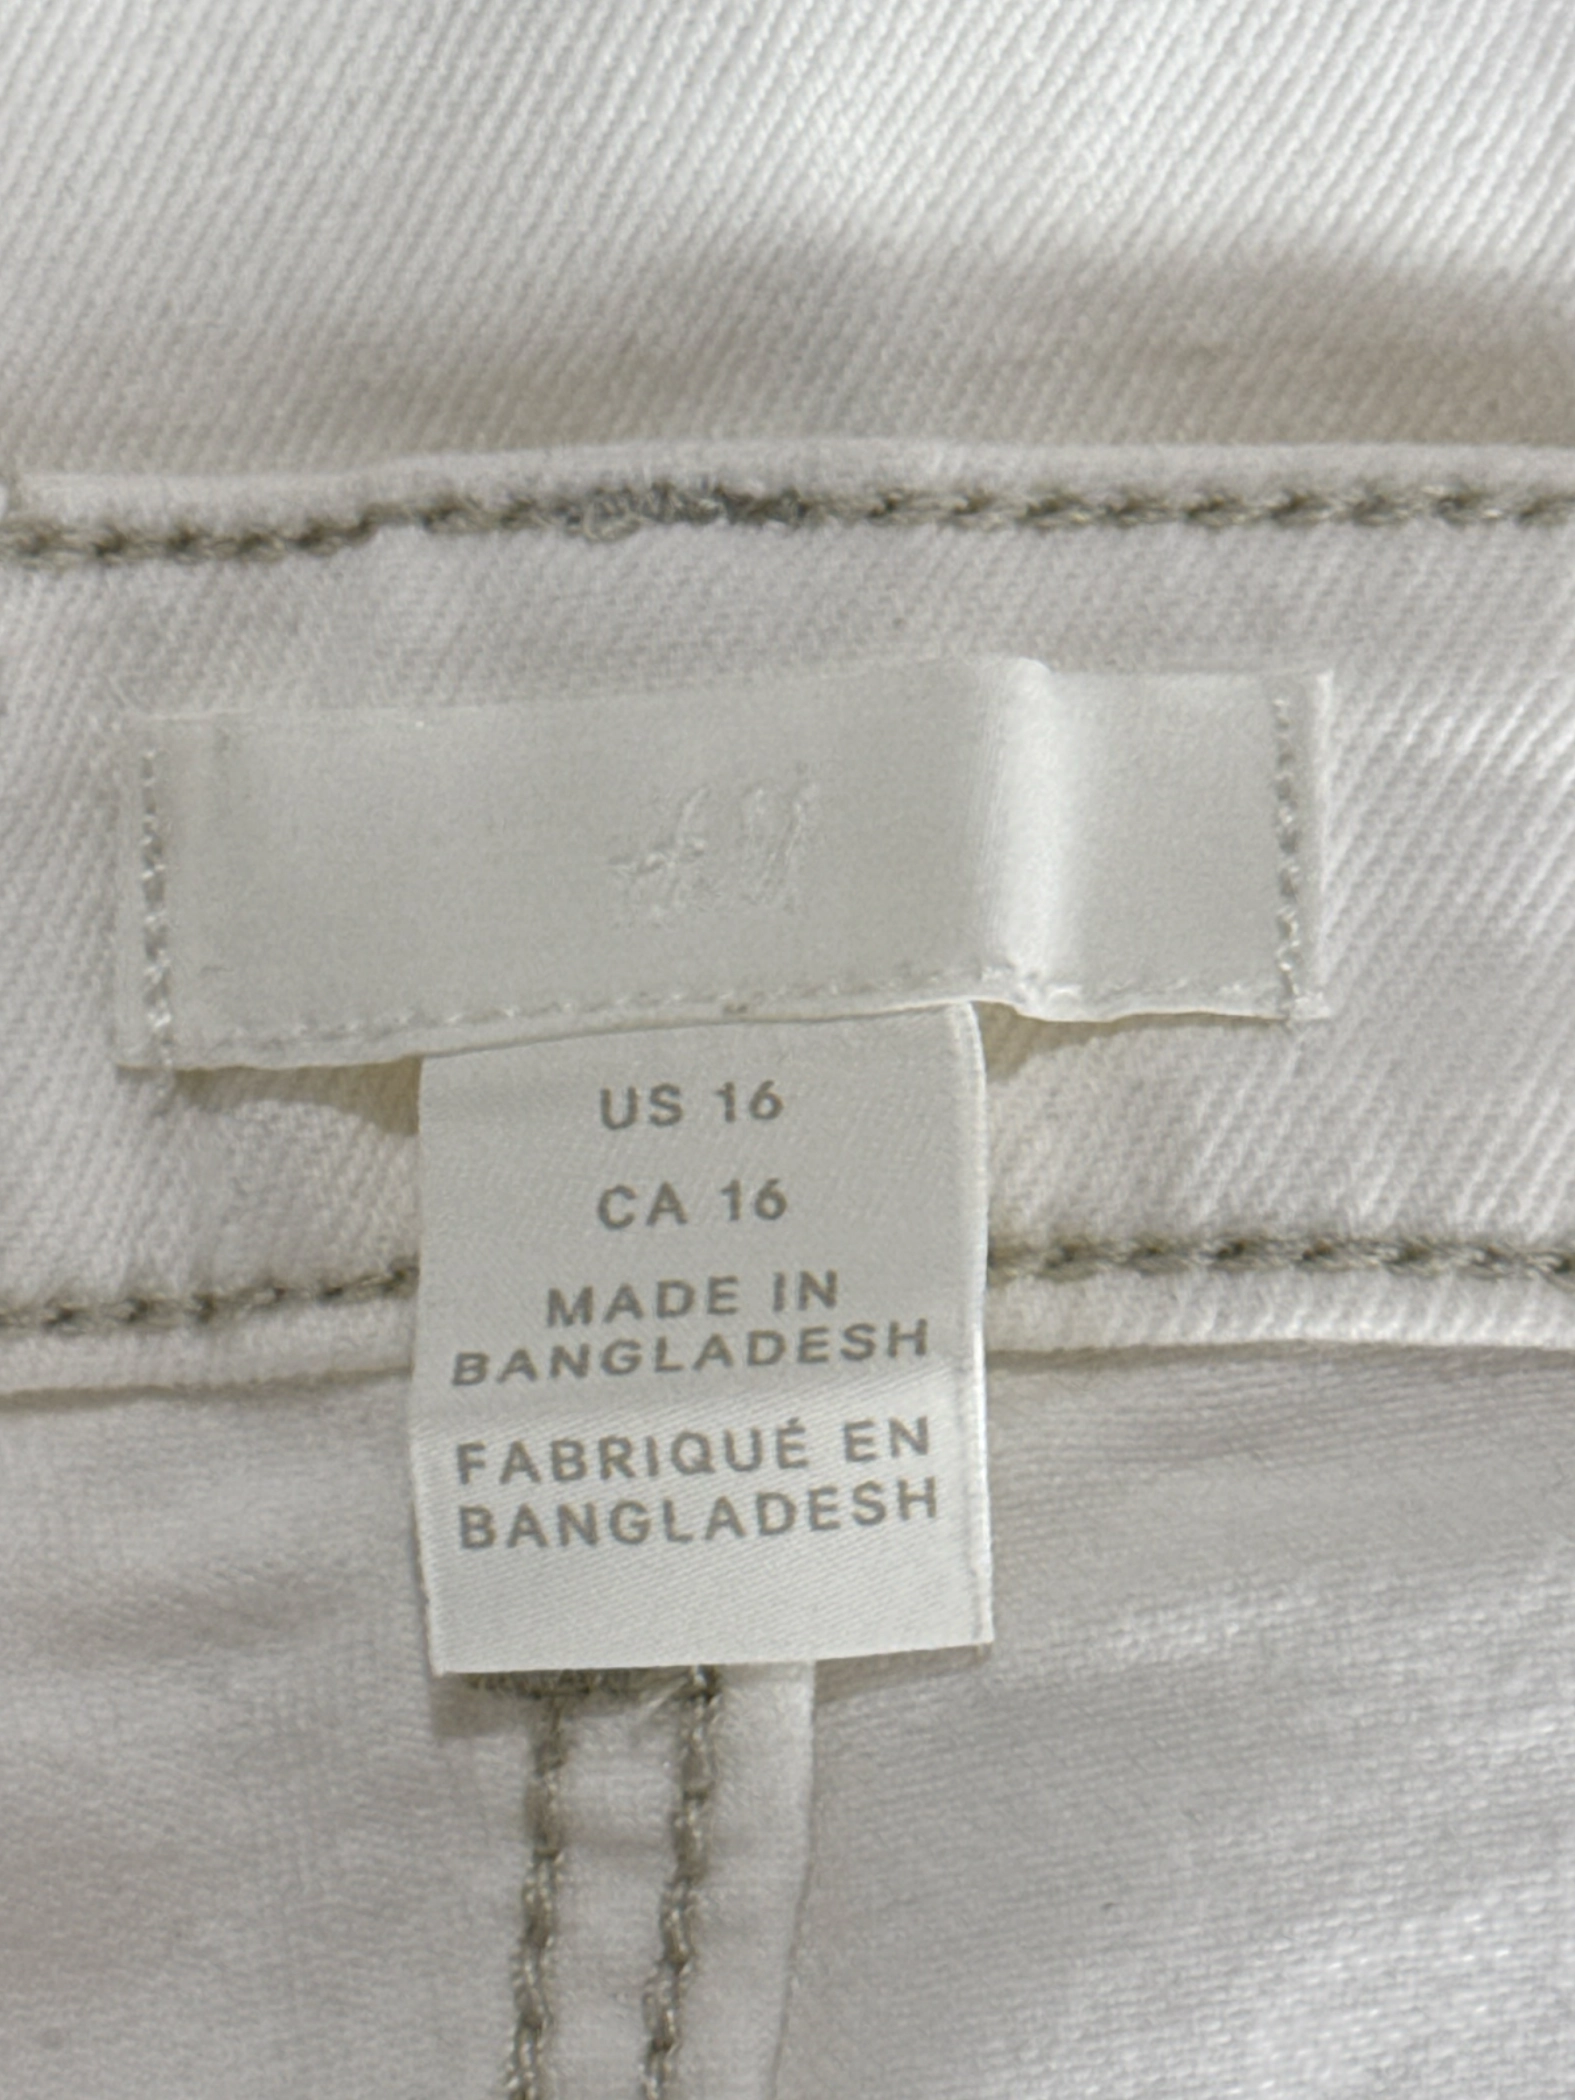 US 16
CA 16
MADE IN
BANGLADESH
FABRIQUÉ EN
BANGLADESH